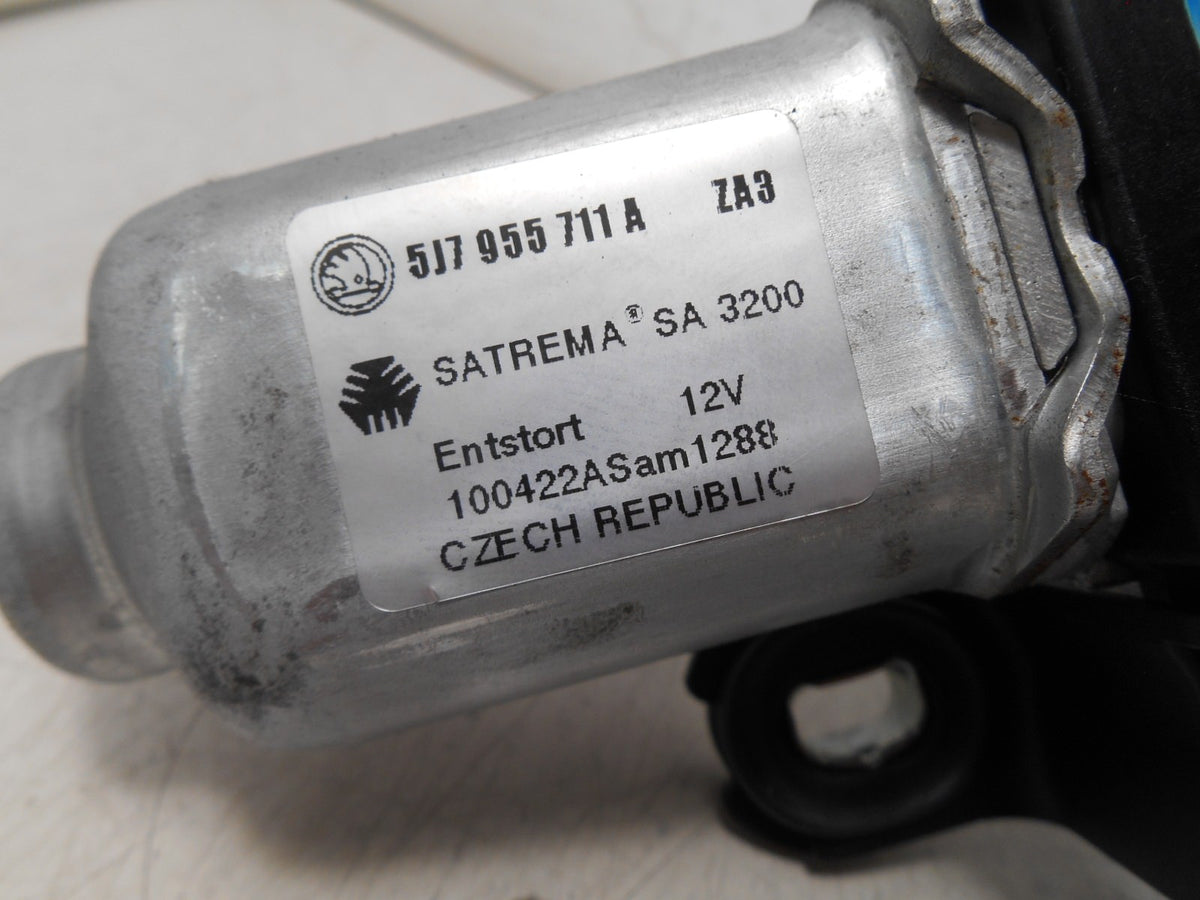 5J7 955 711 A ZA3
SATREMA® SA 3200
Entstort 12V
100422ASam1288
CZECH REPUBLIC